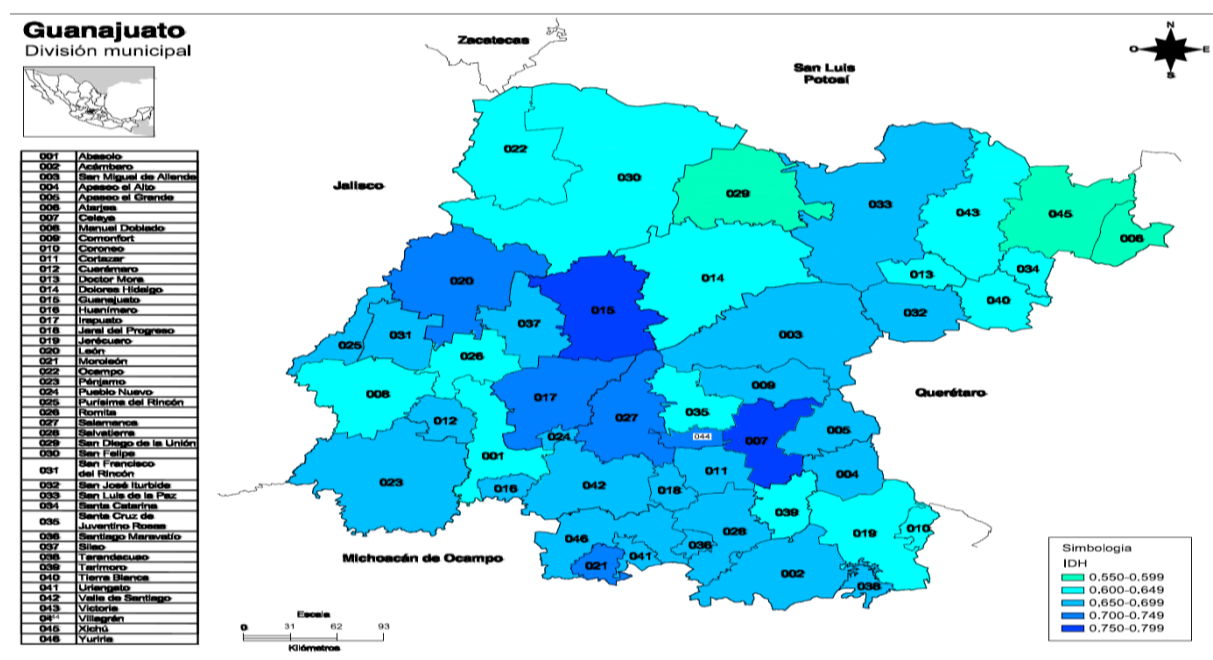 Guanajuato
División municipal
Zacatecas
San Luis
Potosí
Jalisco
Querétaro
Michoacán de Ocampo
N
O
E
S
001 Abasolo
002 Acámbaro
003 San Miguel de Allende
004 Apaseo el Alto
005 Apaseo el Grande
006 Atarjea
007 Celaya
008 Manuel Doblado
009 Comonfort
010 Coroneo
011 Cortazar
012 Cuerámaro
013 Doctor Mora
014 Dolores Hidalgo
015 Guanajuato
016 Huanímaro
017 Irapuato
018 Jaral del Progreso
019 Jerécuaro
020 León
021 Moroleón
022 Ocampo
023 Pénjamo
024 Pueblo Nuevo
025 Purísima del Rincón
026 Romita
027 Salamanca
028 Salvatierra
029 San Diego de la Unión
030 San Felipe
031 San Francisco
del Rincón
032 San José Iturbide
033 San Luis de la Paz
034 Santa Catarina
035 Santa Cruz de
Juventino Rosas
036 Santiago Maravatío
037 Silao
038 Tarandacuao
039 Tarimoro
040 Tierra Blanca
041 Uriangato
042 Valle de Santiago
043 Victoria
044 Villagrán
045 Xichú
046 Yuriria
022
030
029
033
043
045
006
013
034
040
032
014
020
015
037
031
025
026
003
008
012
017
027
035
009
044
007
005
004
024
001
023
016
042
018
011
039
028
019
010
046
021
041
036
002
038
Escala
0 31 62 93
Kilómetros
Simbologia
IDH
0.550-0.599
0.600-0.649
0.650-0.699
0.700-0.749
0.750-0.799